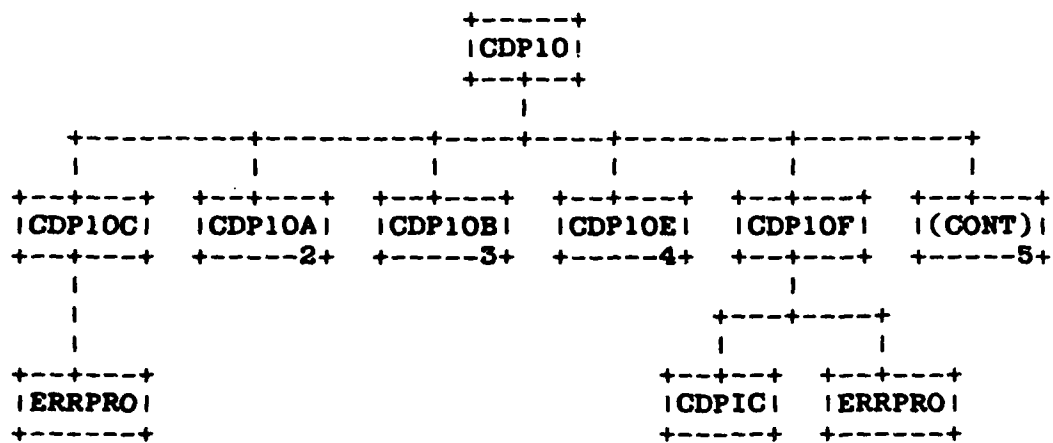 CDP10
CDP10C CDP10A CDP10B CDP10E CDP10F (CONT)
2 3 4 5
ERRPRO CDPIC ERRPRO